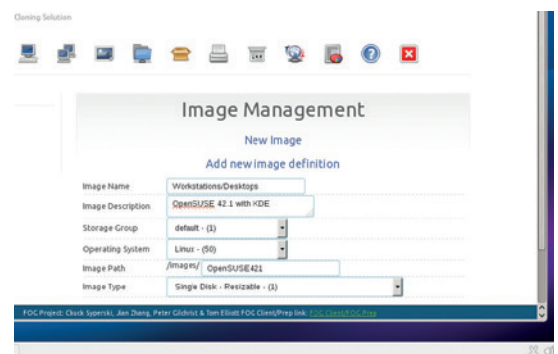 Cloning Solution
Image Management
New Image
Add new image definition
Image Name Workstations/Desktops
Image Description OpenSUSE 42.1 with KDE
Storage Group default - (1)
Operating System Linux - (50)
Image Path /images/ OpenSUSE421
Image Type Single Disk - Resizable - (1)
FOG Project: Chuck Syperski, Jian Zhang, Peter Gilchrist & Tom Elliott FOG Client/Prep link: FOG Client/FOG Prep